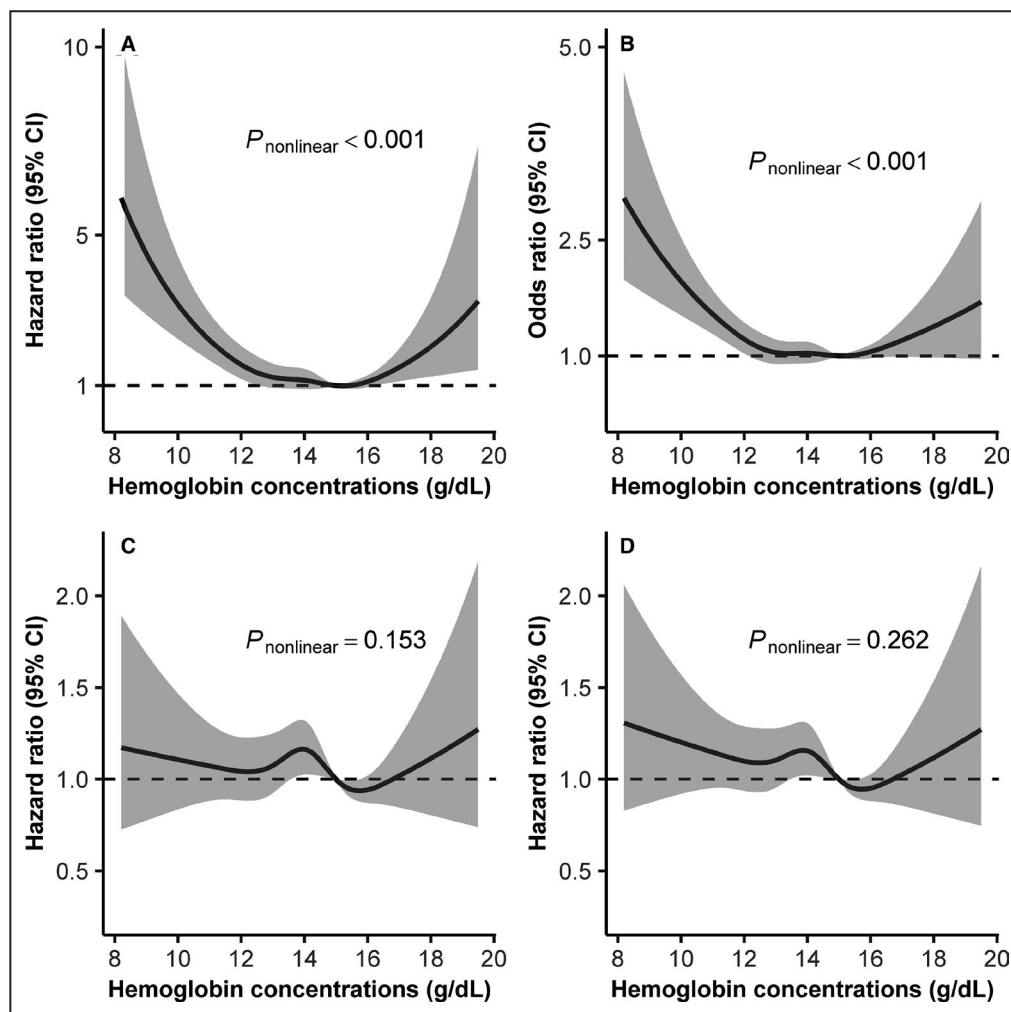 A
Hazard ratio (95% CI)
10
5
1
P nonlinear < 0.001
8 10 12 14 16 18 20
Hemoglobin concentrations (g/dL)
B
Odds ratio (95% CI)
5.0
2.5
1.0
P nonlinear < 0.001
8 10 12 14 16 18 20
Hemoglobin concentrations (g/dL)
C
Hazard ratio (95% CI)
2.0
1.5
1.0
0.5
P nonlinear = 0.153
8 10 12 14 16 18 20
Hemoglobin concentrations (g/dL)
D
Hazard ratio (95% CI)
2.0
1.5
1.0
0.5
P nonlinear = 0.262
8 10 12 14 16 18 20
Hemoglobin concentrations (g/dL)